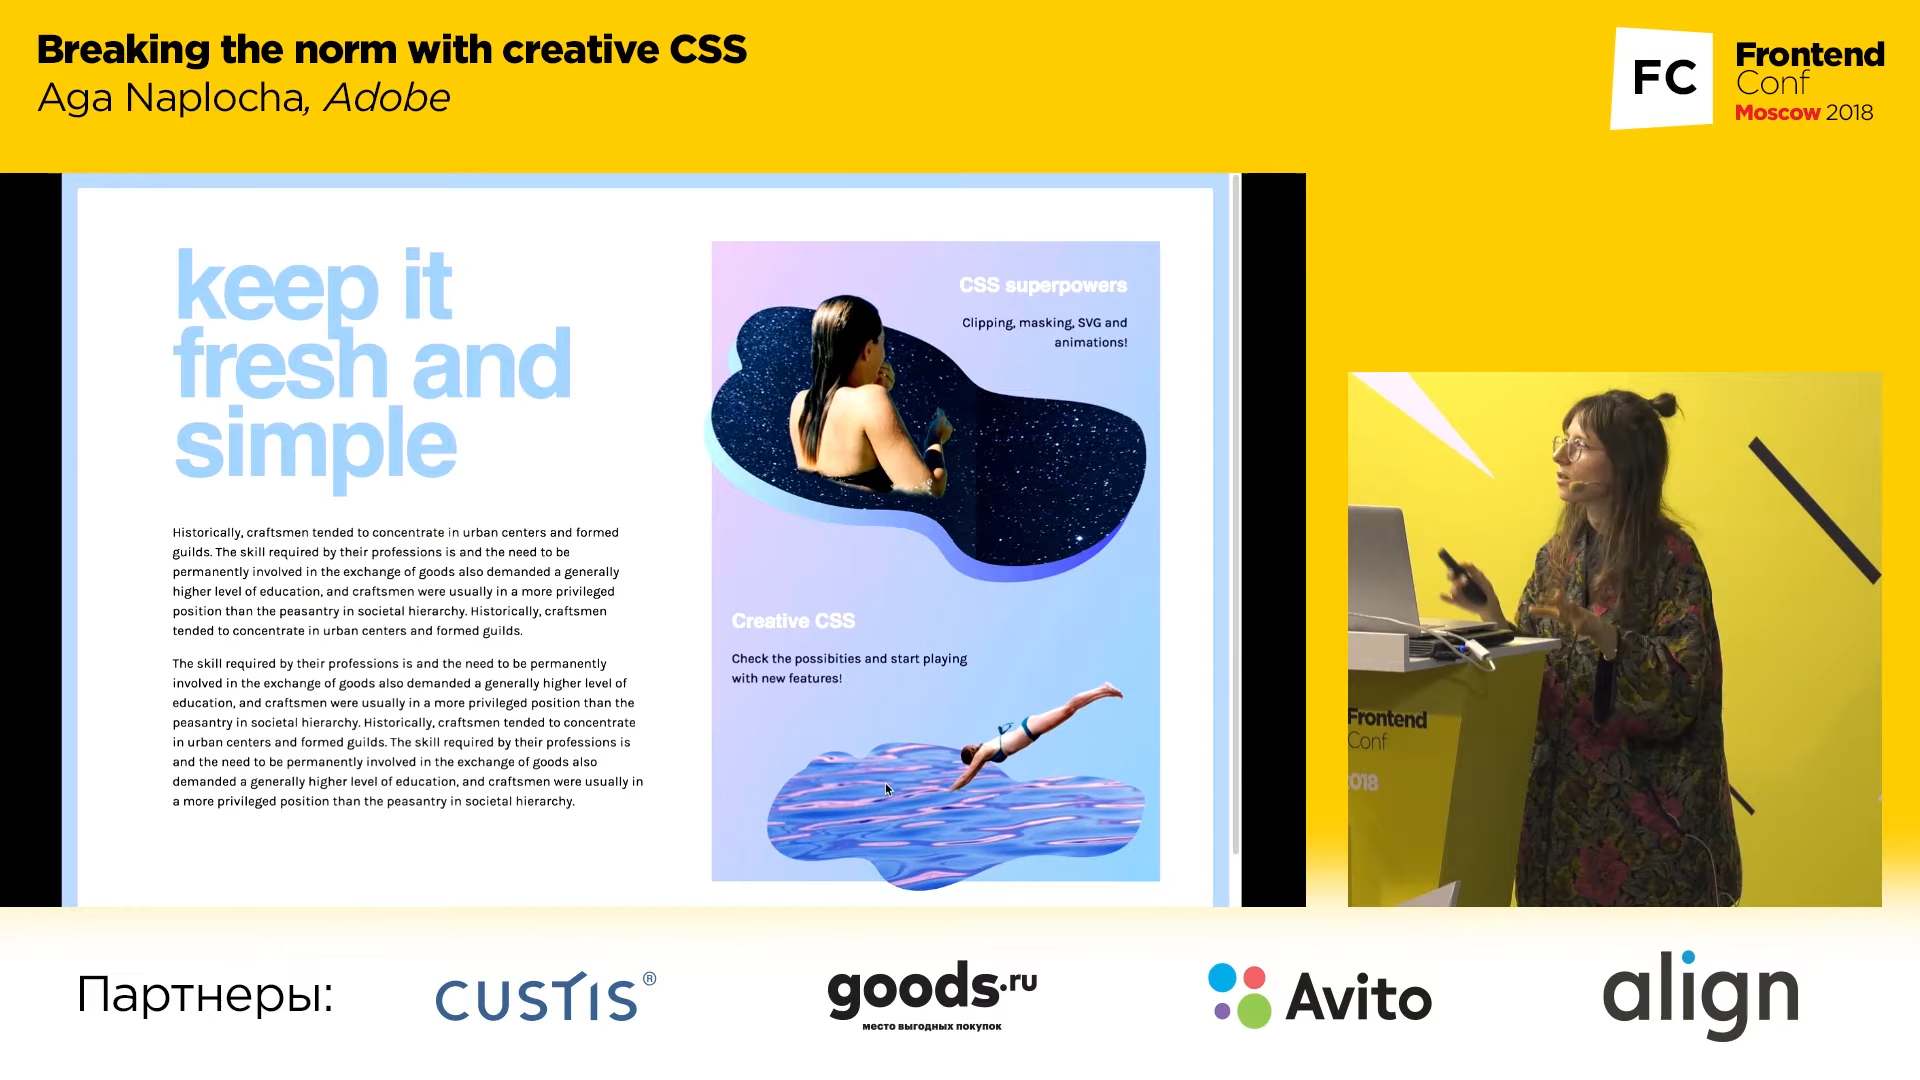 Breaking the norm with creative CSS
Aga Naplocha, Adobe
FC
Frontend
Conf
Moscow 2018
keep it
fresh and
simple
Historically, craftsmen tended to concentrate in urban centers and formed
guilds. The skill required by their professions is and the need to be
permanently involved in the exchange of goods also demanded a generally
higher level of education, and craftsmen were usually in a more privileged
position than the peasantry in societal hierarchy. Historically, craftsmen
tended to concentrate in urban centers and formed guilds.
The skill required by their professions is and the need to be permanently
involved in the exchange of goods also demanded a generally higher level of
education, and craftsmen were usually in a more privileged position than the
peasantry in societal hierarchy. Historically, craftsmen tended to concentrate
in urban centers and formed guilds. The skill required by their professions is
and the need to be permanently involved in the exchange of goods also
demanded a generally higher level of education, and craftsmen were usually in
a more privileged position than the peasantry in societal hierarchy.
CSS superpowers
Clipping, masking, SVG and
animations!
Creative CSS
Check the possibities and start playing
with new features!
Frontend
Conf
2018
Партнеры:
CUSTIS®
goods.ru
место выгодных покупок
Avito
align